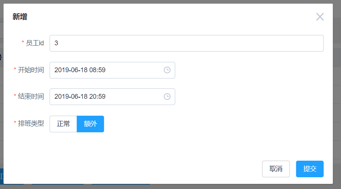 新增
* 员工id 3
* 开始时间 2019-06-18 08:59
* 结束时间 2019-06-18 20:59
* 排班类型 正常 额外
取消 提交